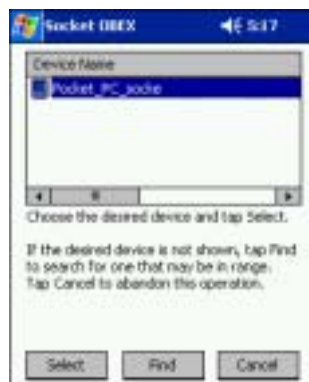 Socket OBEX 5:17
Device Name
Pocket_PC_socke
Choose the desired device and tap Select.
If the desired device is not shown, tap Find
to search for one that may be in range.
Tap Cancel to abandon this operation.
Select Find Cancel